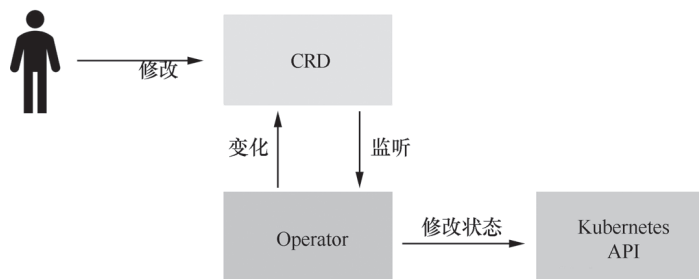 CRD
修改
变化
监听
Operator
修改状态
Kubernetes
API